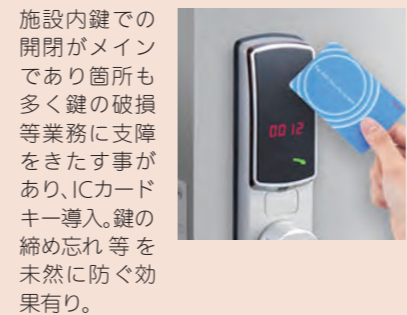 施設内鍵での
開閉がメイン
であり箇所も
多く鍵の破損
等業務に支障
をきたす事が
あり、ICカード
キー導入。鍵の
締め忘れ等を
未然に防ぐ効
果有り。
00 12